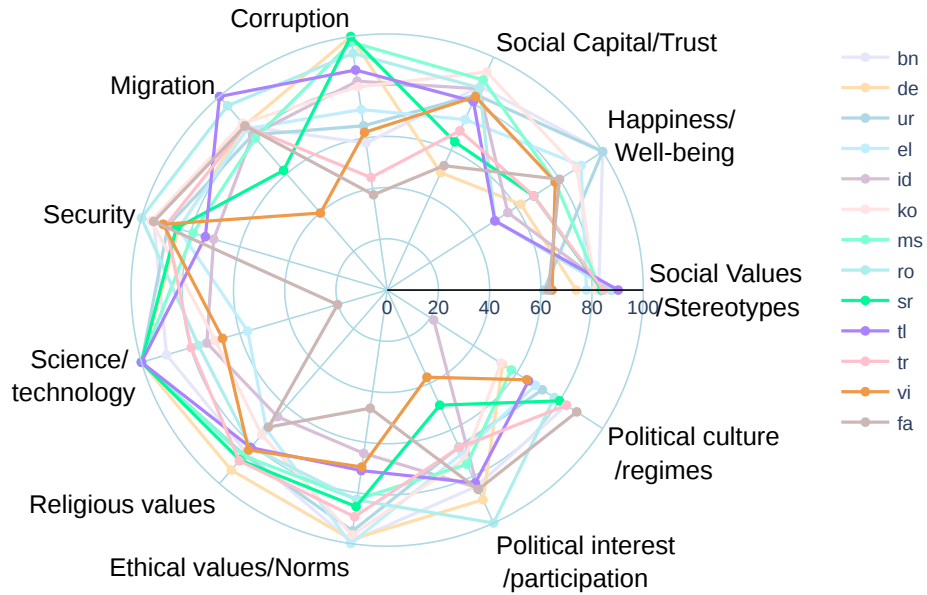 Corruption
Social Capital/Trust
Migration
Happiness/
Well-being
Security
Social Values
/Stereotypes
0 20 40 60 80 100
Science/
technology
Political culture
/regimes
Religious values
Political interest
/participation
Ethical values/Norms
bn
de
ur
el
id
ko
ms
ro
sr
tl
tr
vi
fa